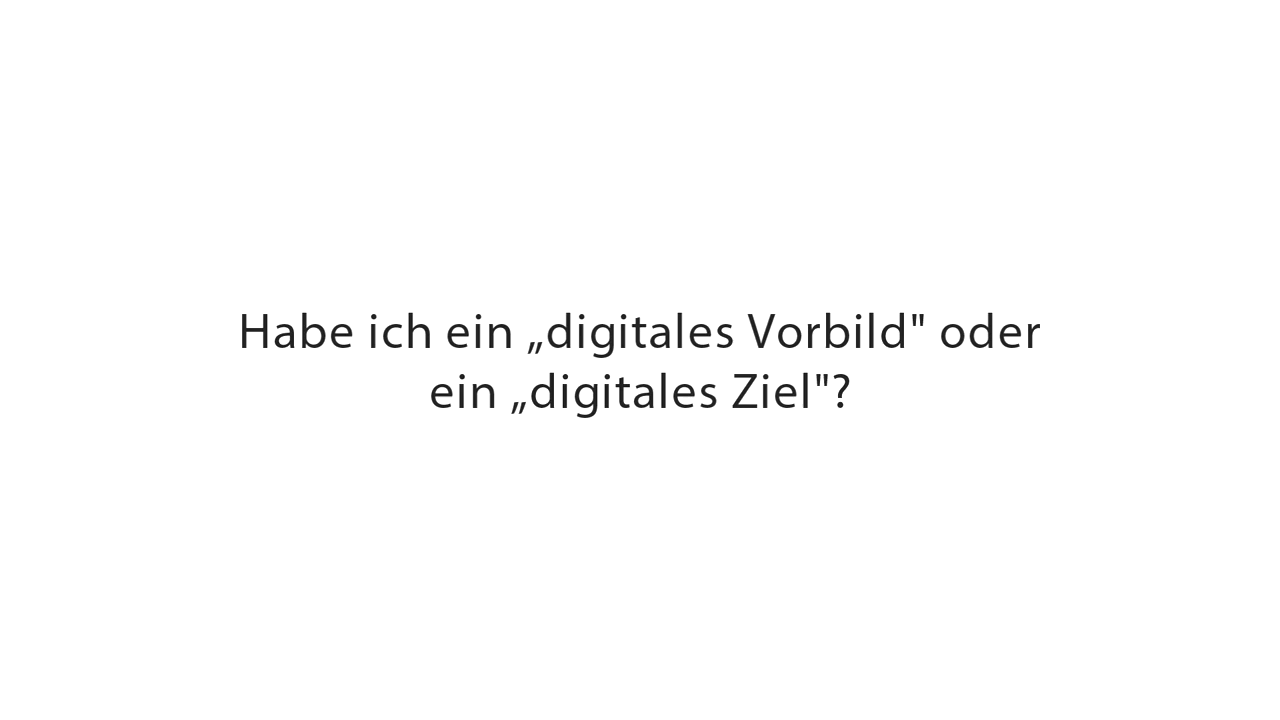 Habe ich ein „digitales Vorbild" oder
ein „digitales Ziel"?